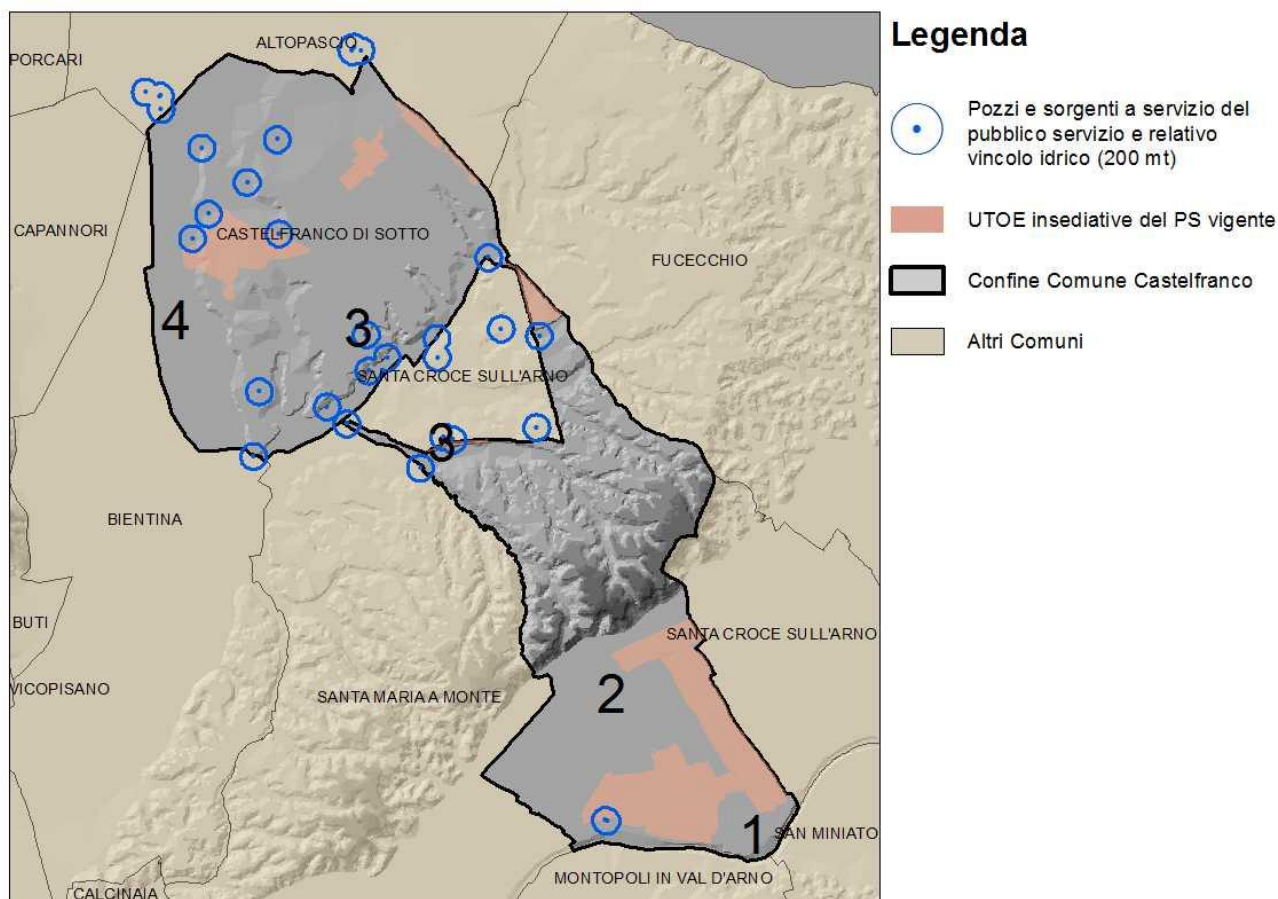 ALTOPASCIO
PORCARI
CAPANNORI
CASTELFRANCO DI SOTTO
FUCECCHIO
4
3
SANTA CROCE SULL'ARNO
3
BIENTINA
BUTI
SANTA CROCE SULL'ARNO
VICOPISANO
SANTA MARIA A MONTE
2
1
SAN MINIATO
MONTOPOLI IN VAL D'ARNO
CALCINAIA
Legenda
Pozzi e sorgenti a servizio del
pubblico servizio e relativo
vincolo idrico (200 mt)
UTOE insediative del PS vigente
Confine Comune Castelfranco
Altri Comuni